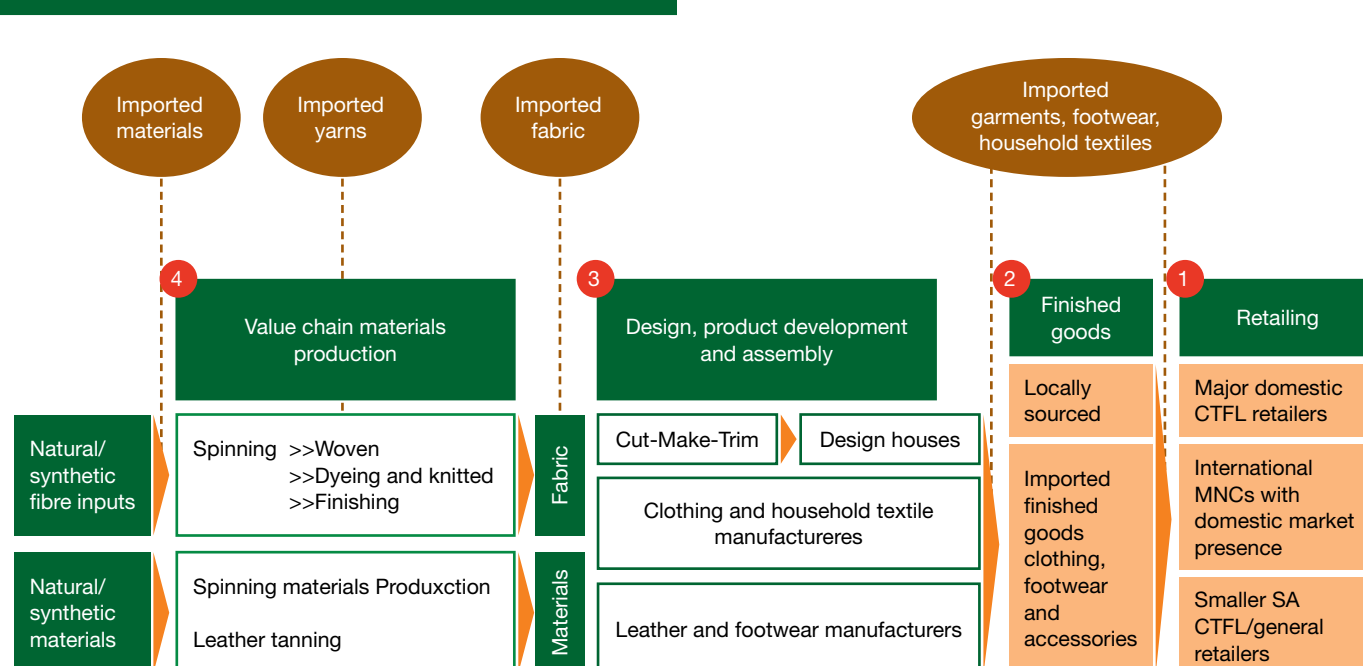 Imported
materials
Imported
yarns
Imported
fabric
Imported
garments, footwear,
household textiles
4
Value chain materials
production
3
Design, product development
and assembly
2
Finished
goods
1
Retailing
Natural/
synthetic
fibre inputs
Spinning >>Woven
>>Dyeing and knitted
>>Finishing
Fabric
Cut-Make-Trim
Design houses
Clothing and household textile
manufactureres
Locally
sourced
Major domestic
CTFL retailers
Imported
finished
goods
clothing,
footwear
and
accessories
International
MNCs with
domestic market
presence
Natural/
synthetic
materials
Spinning materials Produxction
Leather tanning
Materials
Leather and footwear manufacturers
Smaller SA
CTFL/general
retailers